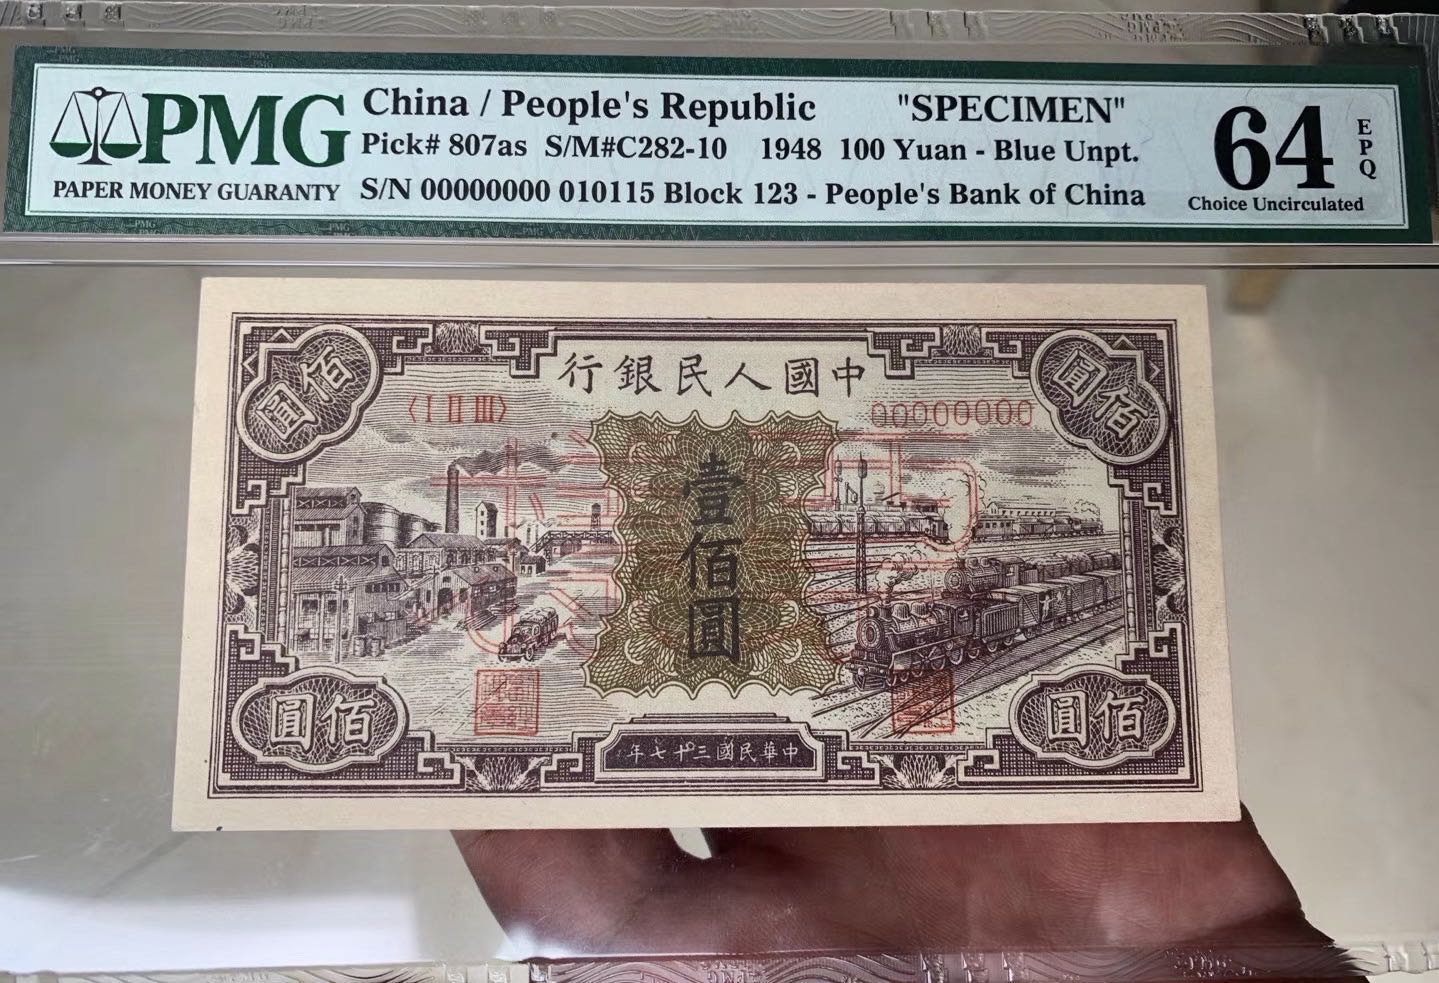 PMG
PAPER MONEY GUARANTY
China / People's Republic "SPECIMEN"
Pick# 807as S/M#C282-10 1948 100 Yuan - Blue Unpt.
S/N 00000000 010115 Block 123 - People's Bank of China
64
EPQ
Choice Uncirculated
行銀民人國中
圓佰
圓佰
〈I II III〉
00000000
壹佰圓
圓佰
圓佰
年七十三國民華中